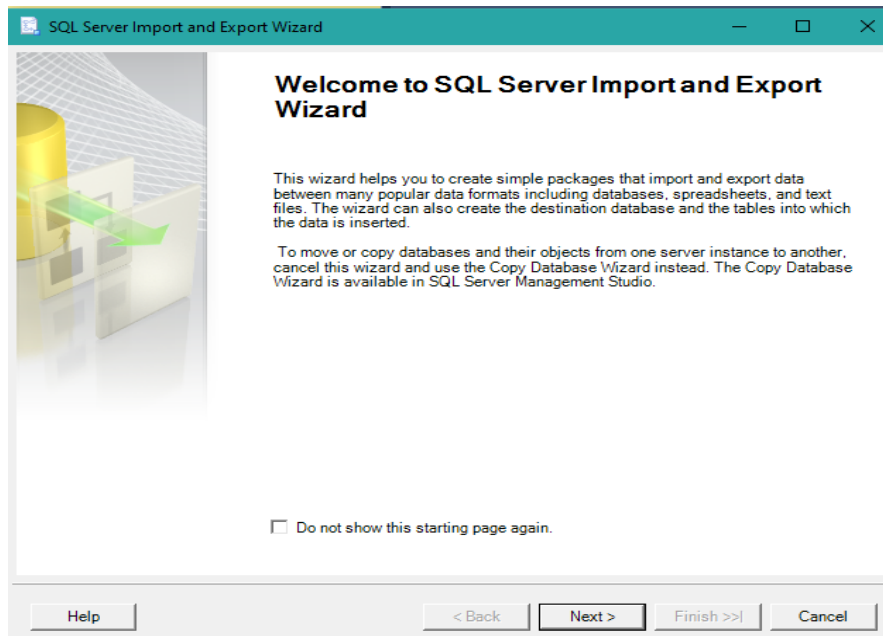 SQL Server Import and Export Wizard
Welcome to SQL Server Import and Export
Wizard
This wizard helps you to create simple packages that import and export data
between many popular data formats including databases, spreadsheets, and text
files. The wizard can also create the destination database and the tables into which
the data is inserted.
To move or copy databases and their objects from one server instance to another,
cancel this wizard and use the Copy Database Wizard instead. The Copy Database
Wizard is available in SQL Server Management Studio.
Do not show this starting page again.
Help < Back Next > Finish >>| Cancel